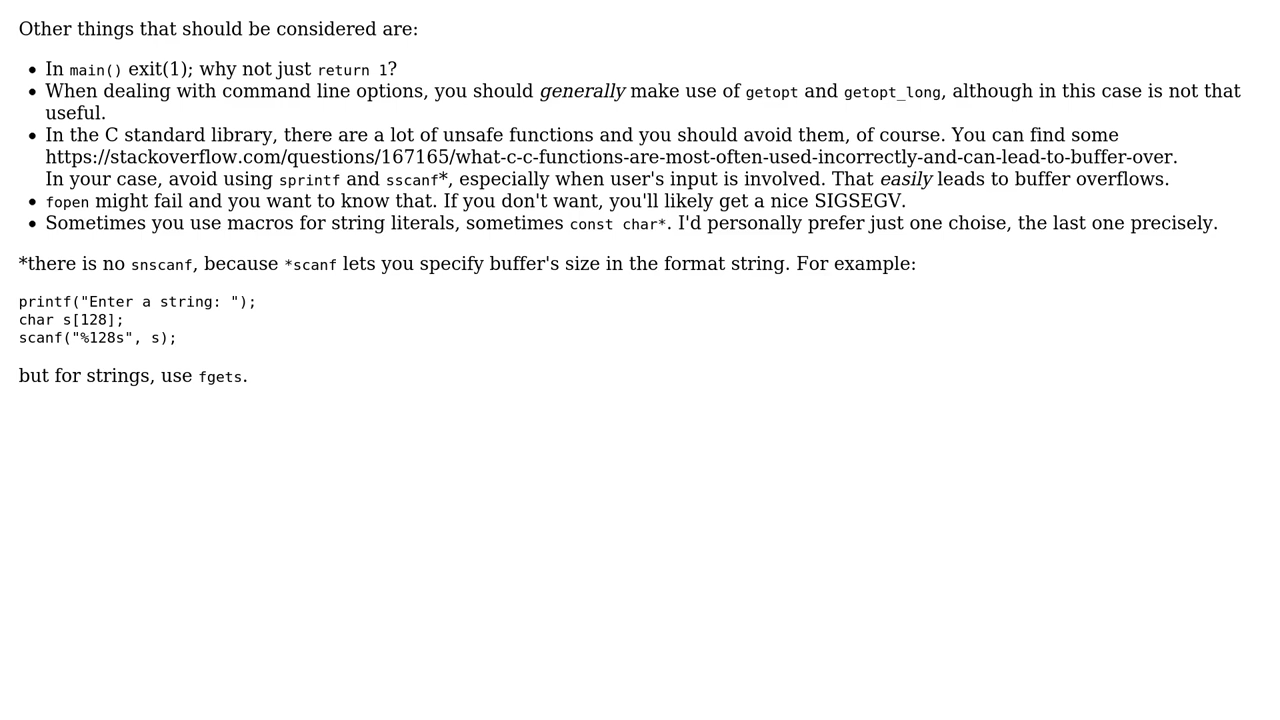 Other things that should be considered are:
• In main() exit(1); why not just return 1?
• When dealing with command line options, you should generally make use of getopt and getopt_long, although in this case is not that
useful.
• In the C standard library, there are a lot of unsafe functions and you should avoid them, of course. You can find some
https://stackoverflow.com/questions/167165/what-c-c-functions-are-most-often-used-incorrectly-and-can-lead-to-buffer-over.
In your case, avoid using sprintf and sscanf*, especially when user's input is involved. That easily leads to buffer overflows.
• fopen might fail and you want to know that. If you don't want, you'll likely get a nice SIGSEGV.
• Sometimes you use macros for string literals, sometimes const char*. I'd personally prefer just one choise, the last one precisely.
*there is no snscanf, because *scanf lets you specify buffer's size in the format string. For example:
printf("Enter a string: ");
char s[128];
scanf("%128s", s);
but for strings, use fgets.